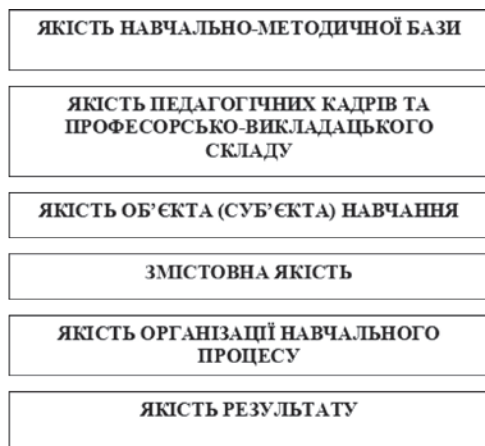 ЯКІСТЬ НАВЧАЛЬНО-МЕТОДИЧНОЇ БАЗИ
ЯКІСТЬ ПЕДАГОГІЧНИХ КАДРІВ ТА
ПРОФЕСОРСЬКО-ВИКЛАДАЦЬКОГО
СКЛАДУ
ЯКІСТЬ ОБ’ЄКТА (СУБ’ЄКТА) НАВЧАННЯ
ЗМІСТОВНА ЯКІСТЬ
ЯКІСТЬ ОРГАНІЗАЦІЇ НАВЧАЛЬНОГО
ПРОЦЕСУ
ЯКІСТЬ РЕЗУЛЬТАТУ